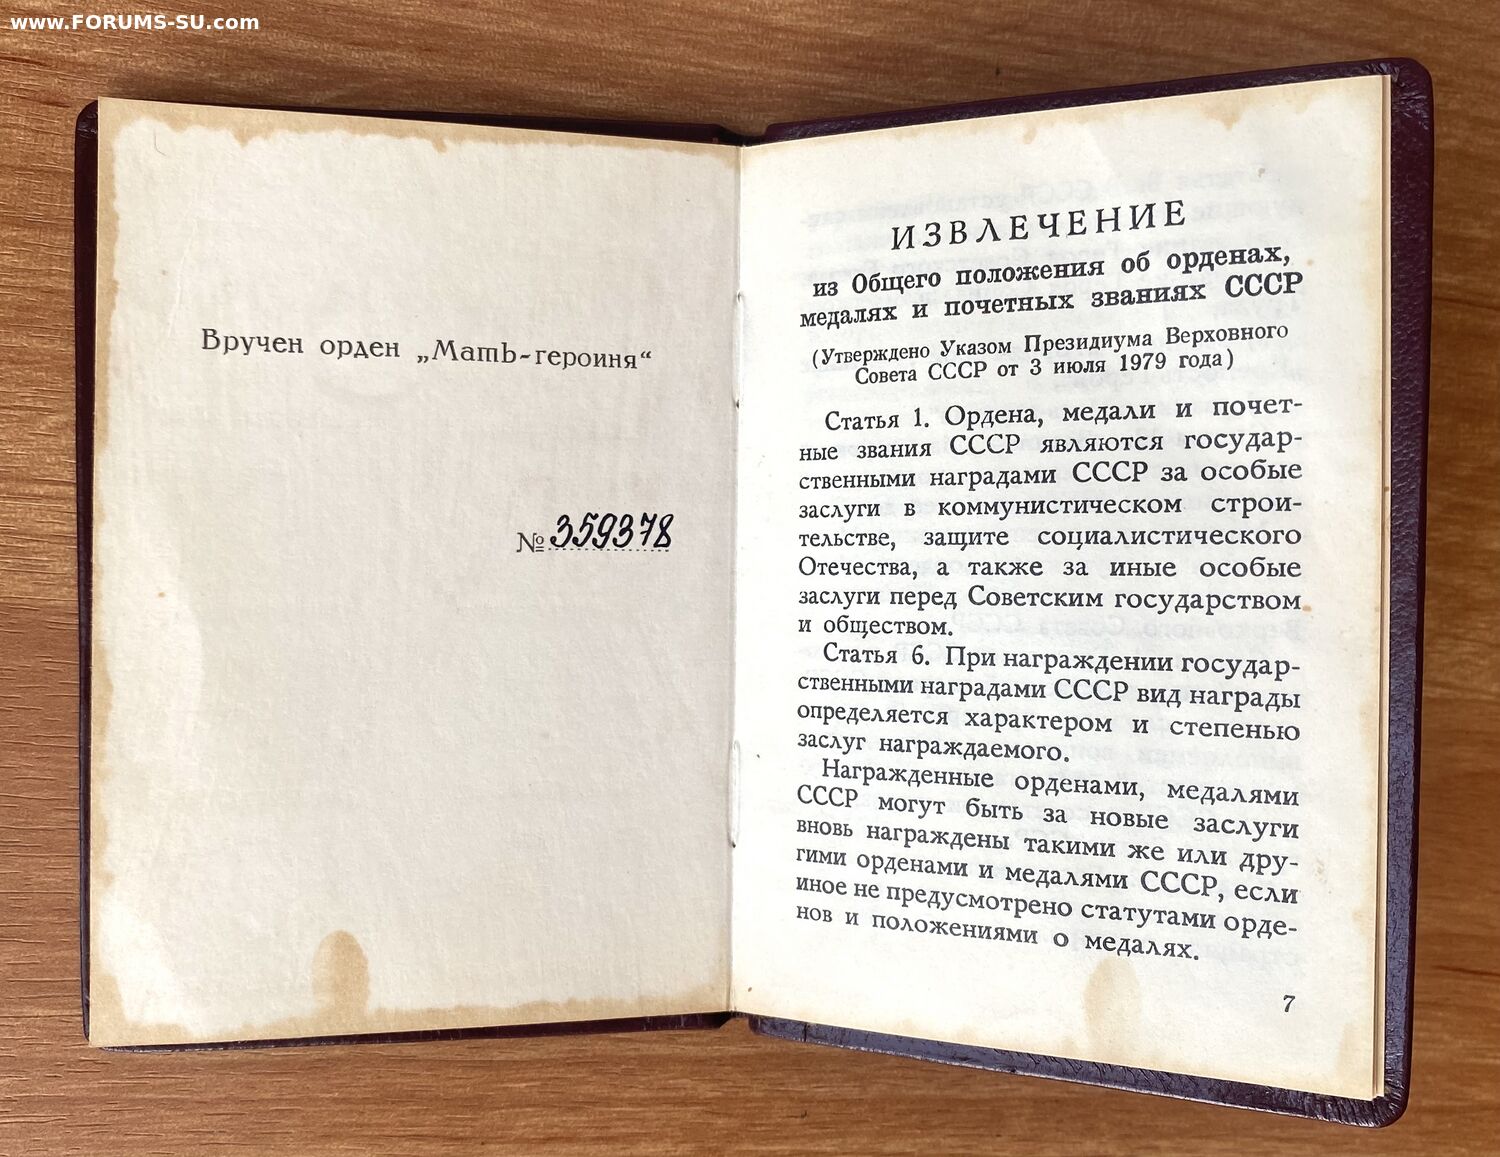 www.FORUMS-SU.com
Вручен орден „Мать-героиня“
№ 359378
ИЗВЛЕЧЕНИЕ
из Общего положения об орденах,
медалях и почетных званиях СССР
(Утверждено Указом Президиума Верховного
Совета СССР от 3 июля 1979 года)
Статья 1. Ордена, медали и почет-
ные звания СССР являются государ-
ственными наградами СССР за особые
заслуги в коммунистическом строи-
тельстве, защите социалистического
Отечества, а также за иные особые
заслуги перед Советским государством
и обществом.
Статья 6. При награждении государ-
ственными наградами СССР вид награды
определяется характером и степенью
заслуг награждаемого.
Награжденные орденами, медалями
СССР могут быть за новые заслуги
вновь награждены такими же или дру-
гими орденами и медалями СССР, если
иное не предусмотрено статутами орде-
нов и положениями о медалях.
7